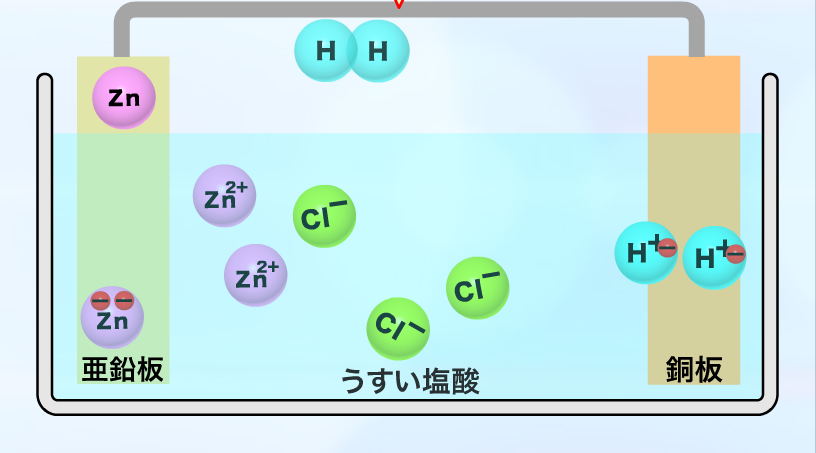 H H
Zn
Zn2+
Cl−
Zn2+
H+− H+−
Cl−
−− Zn
Cl−
亜鉛板
うすい塩酸
銅板